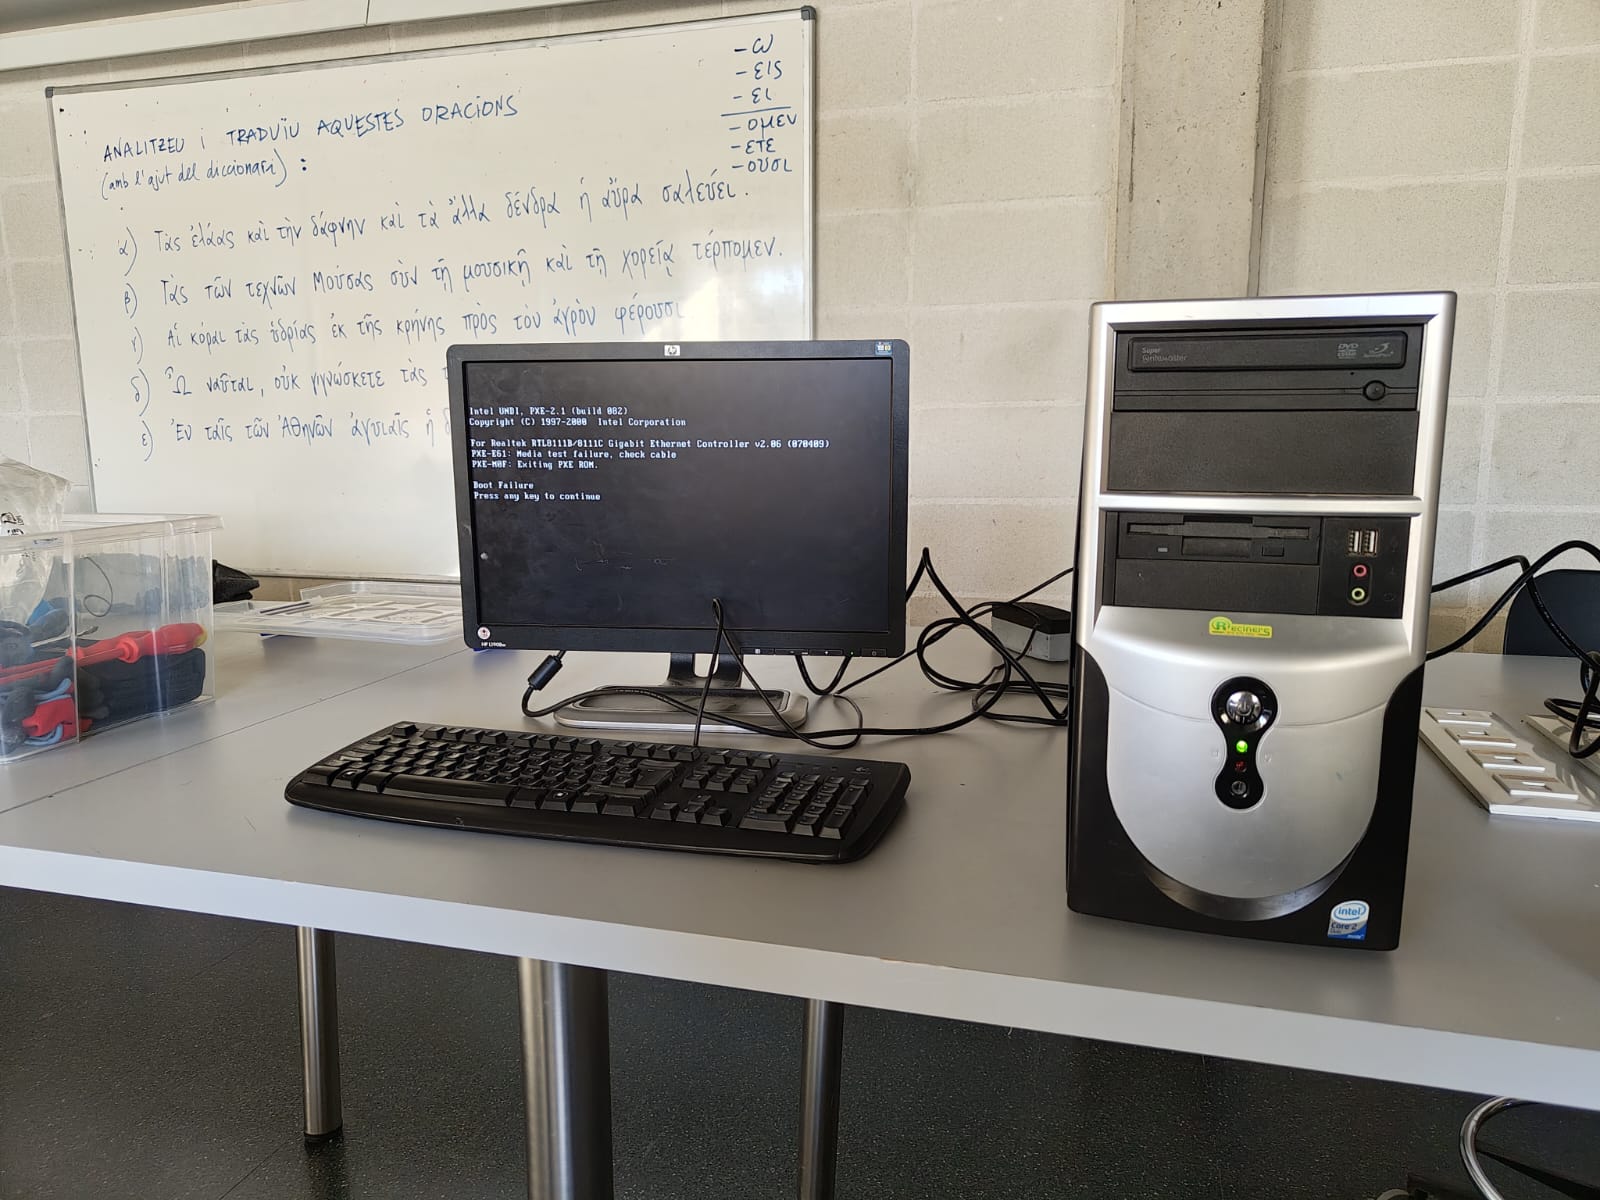 ANALITZEU i TRADUÏU AQUESTES ORACIONS
(amb l'ajut del diccionari) :
-ω
-εις
-ει
-ομεν
-ετε
-ουσι
α) Τὰς ἐλάας καὶ τὴν δάφνην καὶ τὰ ἄλλα δένδρα ἡ αὔρα σαλεύει.
β) Τὰς τῶν τεχνῶν Μούσας σὺν τῇ μουσικῇ καὶ τῇ χορείᾳ τέρπομεν.
γ) Αἱ κόραι τὰς ὑδρίας ἐκ τῆς κρήνης πρὸς τὸν ἀγρὸν φέρουσι
δ) Ὦ ναῦται, οὐκ γιγνώσκετε τὰς
ε) Ἐν ταῖς τῶν Ἀθηνῶν ἀγυιαῖς ἡ
hp
Intel UNDI, PXE-2.1 (build 082)
Copyright (C) 1997-2000 Intel Corporation
For Realtek RTL8111B/8111C Gigabit Ethernet Controller v2.06 (070409)
PXE-E61: Media test failure, check cable
PXE-M0F: Exiting PXE ROM.
Boot Failure
Press any key to continue
Super
WriteMaster
DVD
Reciners
intel
Core 2